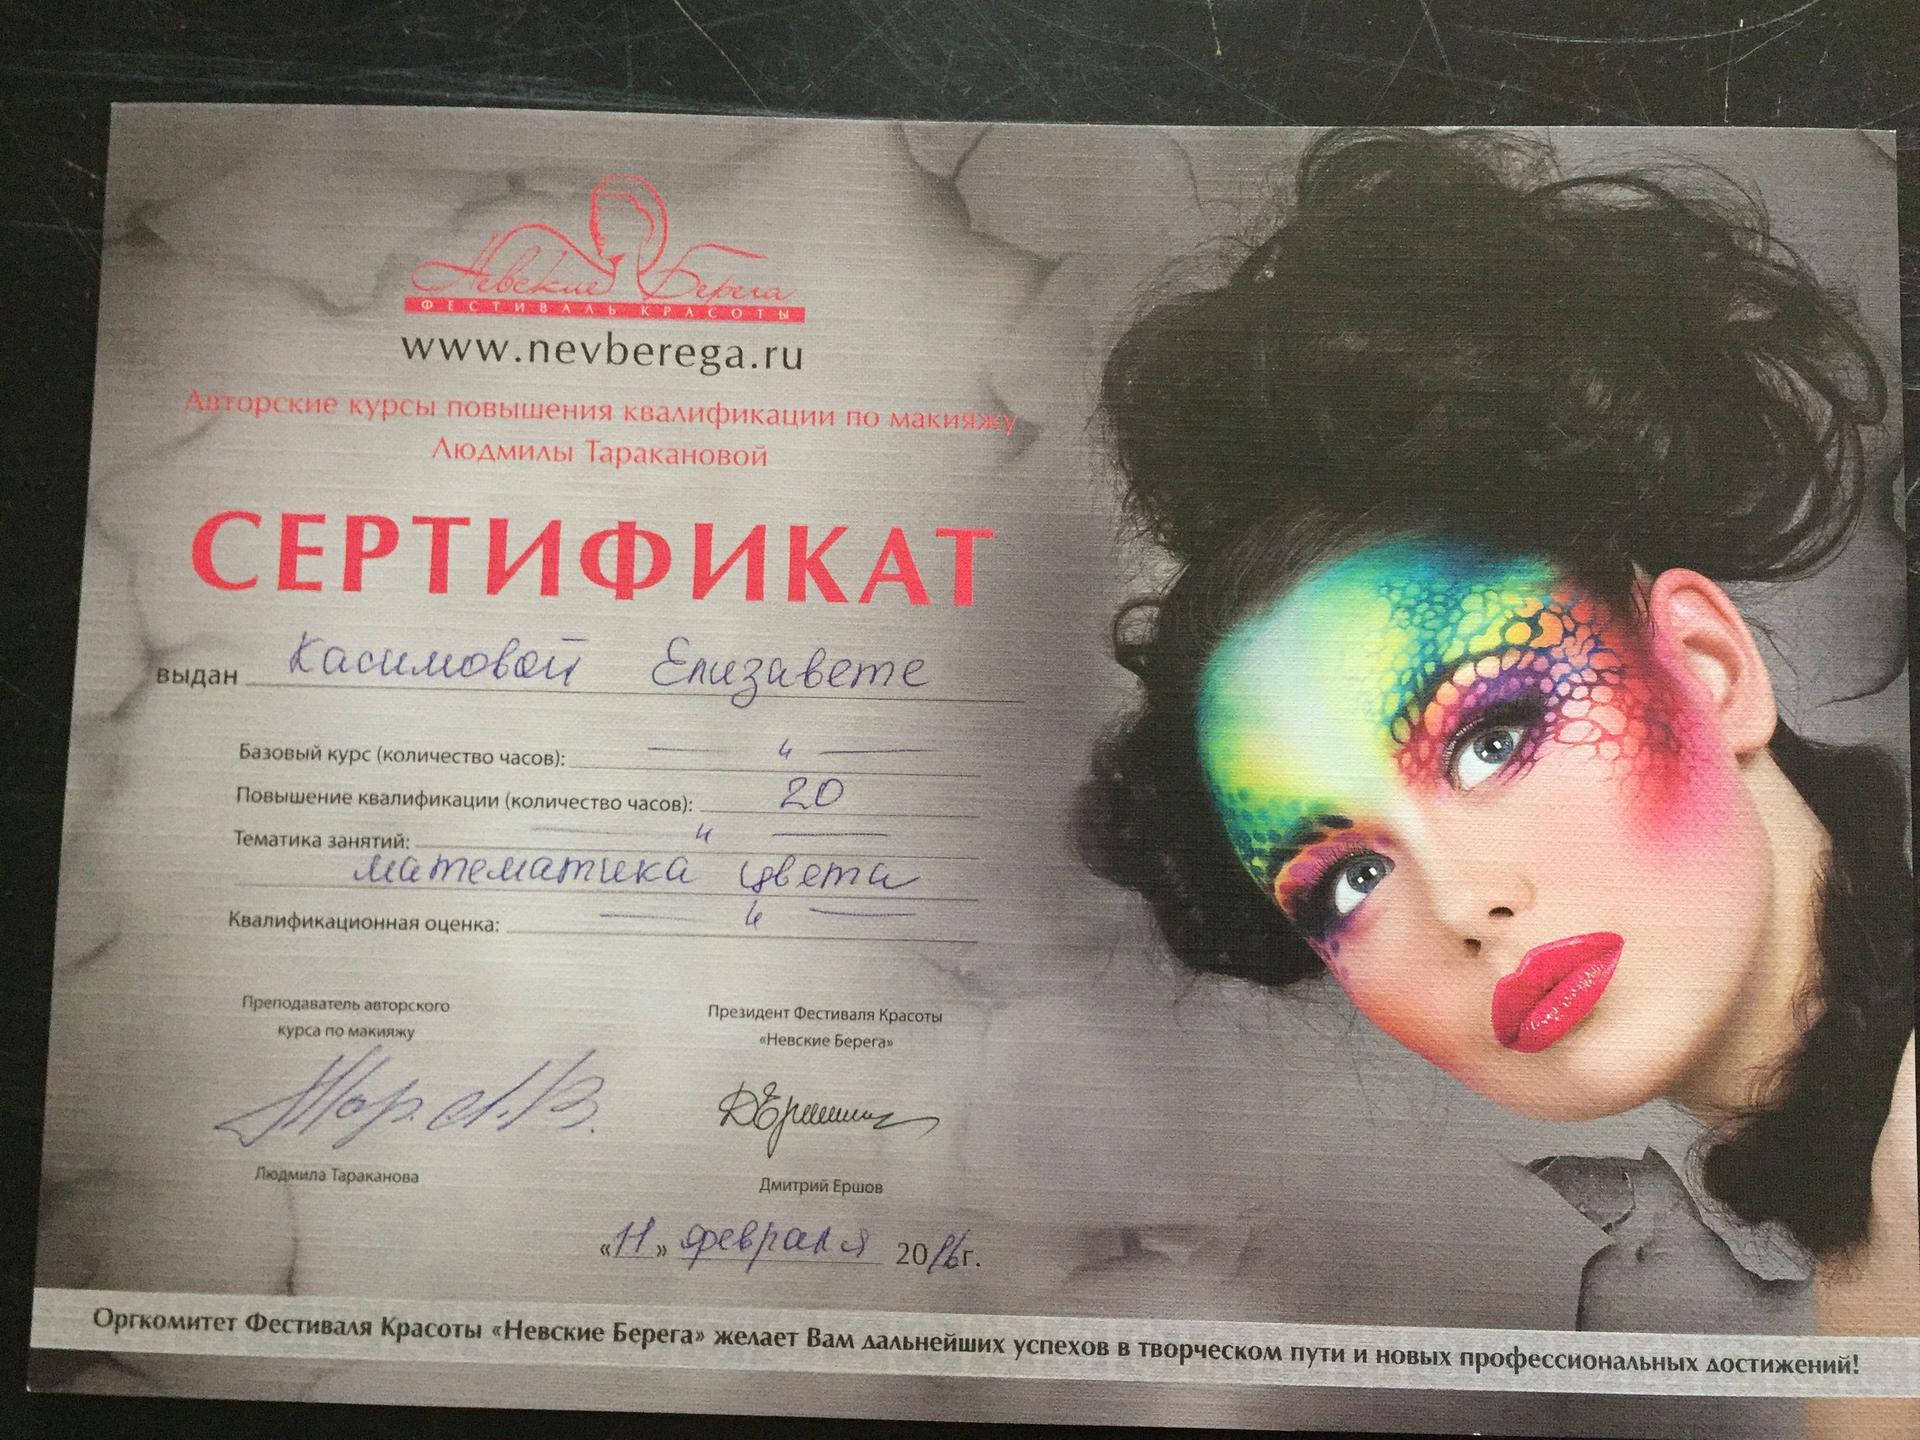 Невские Берега
ФЕСТИВАЛЬ КРАСОТЫ
www.nevberega.ru
Авторские курсы повышения квалификации по макияжу
Людмилы Таракановой
СЕРТИФИКАТ
выдан Касимовой Елизавете
Базовый курс (количество часов): — ч —
Повышение квалификации (количество часов): 20
Тематика занятий: — ч —
математика цвета
Квалификационная оценка: — ч —
Преподаватель авторского
курса по макияжу
Президент Фестиваля Красоты
«Невские Берега»
Тар. Л.В.
ДЕршов
Людмила Тараканова
Дмитрий Ершов
«11» февраля 2016г.
Оргкомитет Фестиваля Красоты «Невские Берега» желает Вам дальнейших успехов в творческом пути и новых профессиональных достижений!